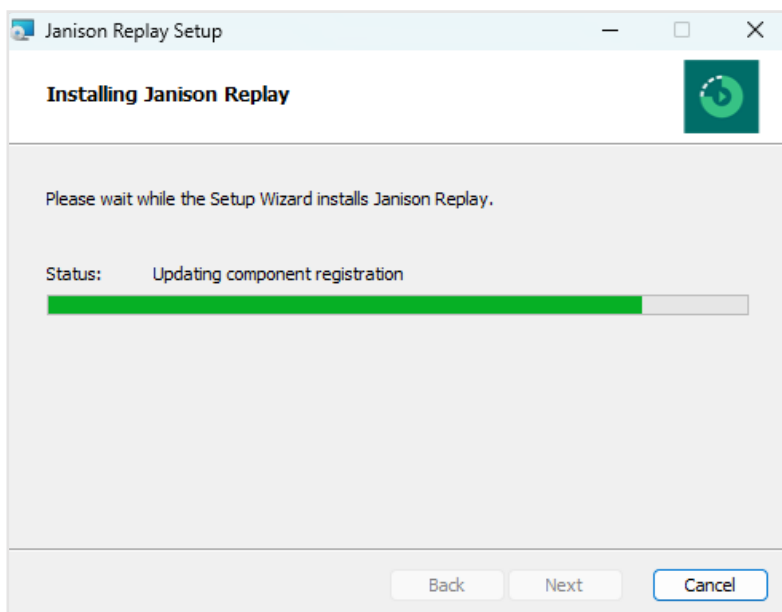 Janison Replay Setup
Installing Janison Replay
Please wait while the Setup Wizard installs Janison Replay.
Status: Updating component registration
Back Next Cancel